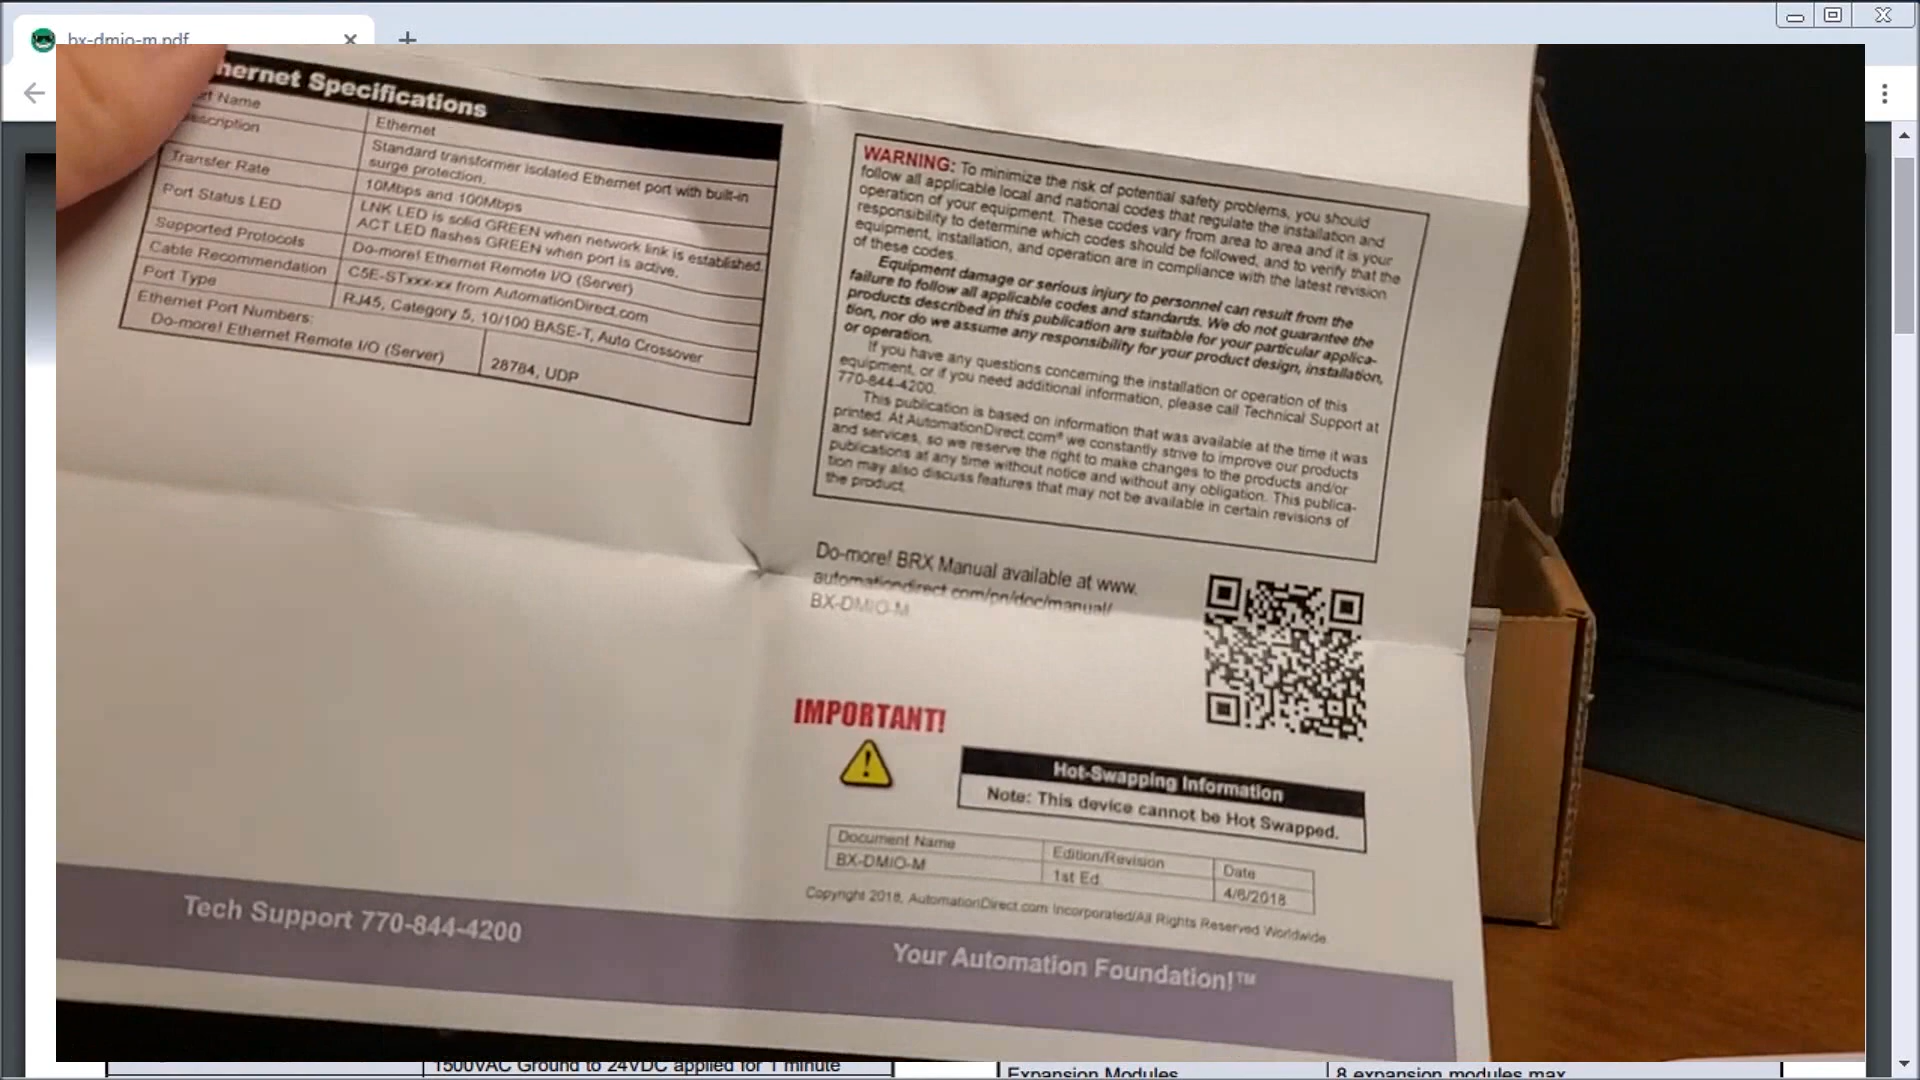 bx-dmio-m.pdf
hernet Specifications
Name
Ethernet
Description
Standard transformer isolated Ethernet port with built-in
surge protection.
Transfer Rate
10Mbps and 100Mbps
Port Status LED
LNK LED is solid GREEN when network link is established.
ACT LED flashes GREEN when port is active.
Supported Protocols
Do-more! Ethernet Remote I/O (Server)
Cable Recommendation
C5E-STxxx-xx from AutomationDirect.com
Port Type
RJ45, Category 5, 10/100 BASE-T, Auto Crossover
Ethernet Port Numbers:
Do-more! Ethernet Remote I/O (Server)
28784, UDP
WARNING: To minimize the risk of potential safety problems, you should
follow all applicable local and national codes that regulate the installation and
operation of your equipment. These codes vary from area to area and it is your
responsibility to determine which codes should be followed, and to verify that the
equipment, installation, and operation are in compliance with the latest revision
of these codes.
Equipment damage or serious injury to personnel can result from the
failure to follow all applicable codes and standards. We do not guarantee the
products described in this publication are suitable for your particular applica-
tion, nor do we assume any responsibility for your product design, installation,
or operation.
If you have any questions concerning the installation or operation of this
equipment, or if you need additional information, please call Technical Support at
770-844-4200.
This publication is based on information that was available at the time it was
printed. At AutomationDirect.com® we constantly strive to improve our products
and services, so we reserve the right to make changes to the products and/or
publications at any time without notice and without any obligation. This publica-
tion may also discuss features that may not be available in certain revisions of
the product.
Do-more! BRX Manual available at www.
automationdirect.com/pn/doc/manual/
BX-DMIO-M
IMPORTANT!
Hot-Swapping Information
Note: This device cannot be Hot Swapped.
Document Name
Edition/Revision
Date
BX-DMIO-M
1st Ed.
4/6/2018
Copyright 2018, AutomationDirect.com Incorporated/All Rights Reserved Worldwide
Tech Support 770-844-4200
Your Automation Foundation!™
1500VAC Ground to 24VDC applied for 1 minute
Expansion Modules
8 expansion modules max